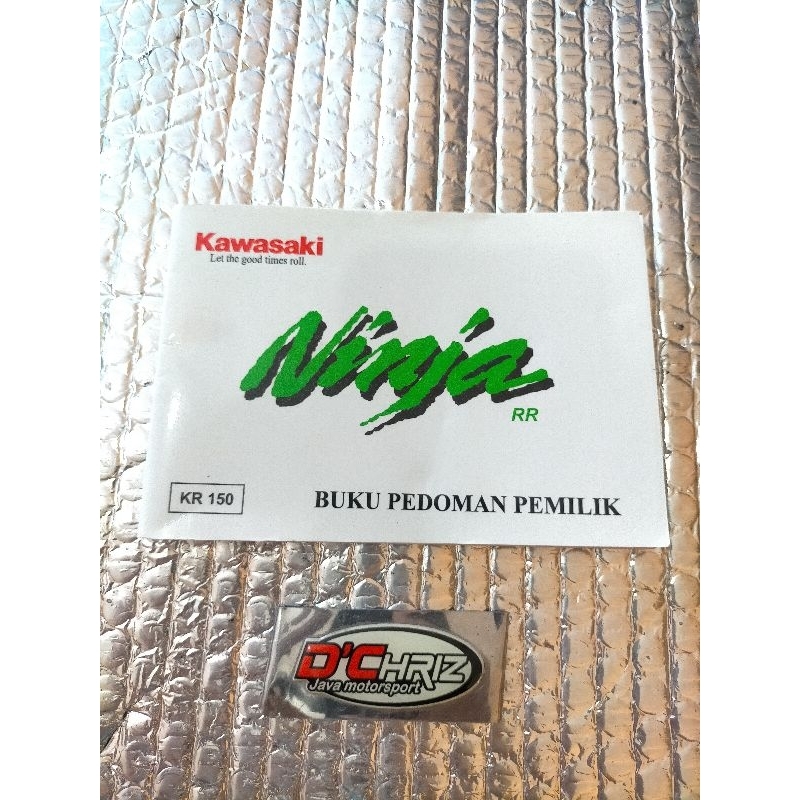 Kawasaki
Let the good times roll.
Ninja
RR
KR 150
BUKU PEDOMAN PEMILIK
D'CHRIZ
Java motorsport